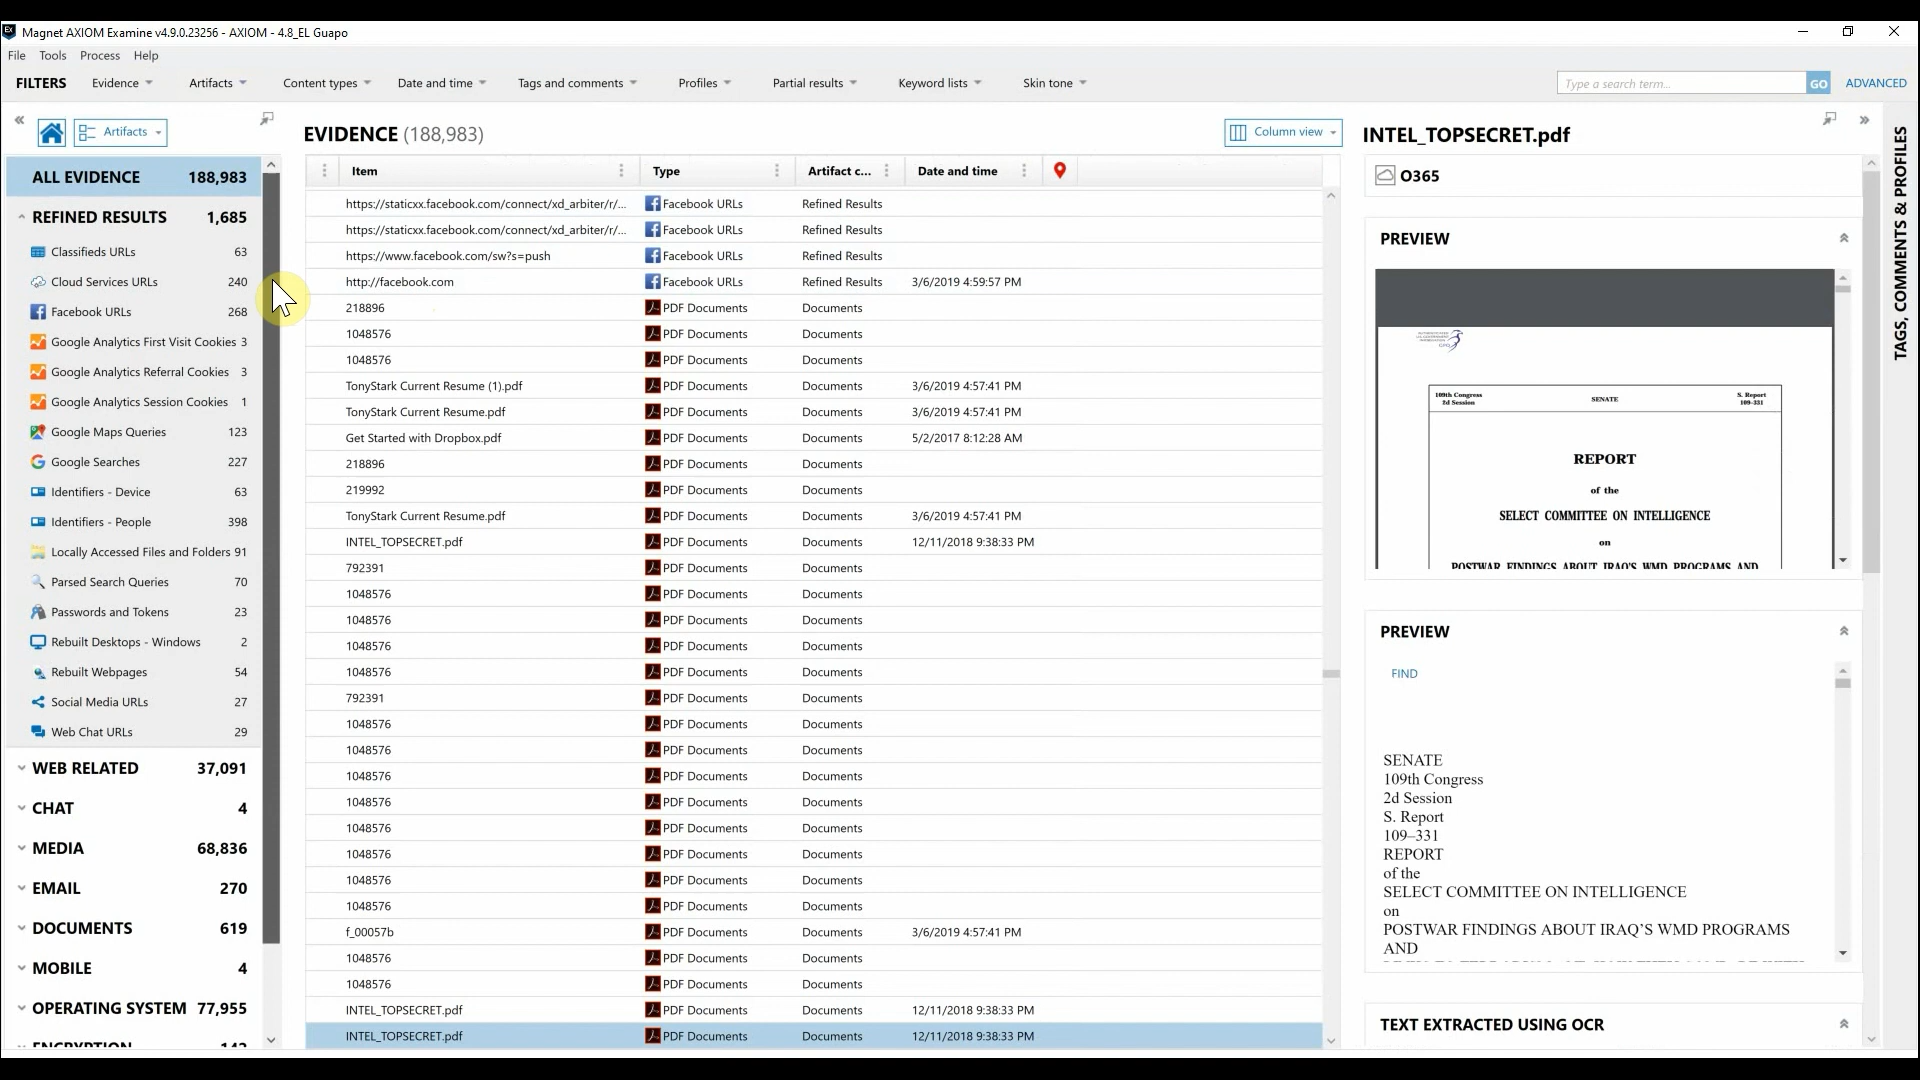 Magnet AXIOM Examine v4.9.0.23256 - AXIOM - 4.8_EL Guapo
File Tools Process Help
FILTERS Evidence Artifacts Content types Date and time Tags and comments Profiles Partial results Keyword lists Skin tone Type a search term... GO ADVANCED
Artifacts
ALL EVIDENCE 188,983
REFINED RESULTS 1,685
Classifieds URLs 63
Cloud Services URLs 240
Facebook URLs 268
Google Analytics First Visit Cookies 3
Google Analytics Referral Cookies 3
Google Analytics Session Cookies 1
Google Maps Queries 123
Google Searches 227
Identifiers - Device 63
Identifiers - People 398
Locally Accessed Files and Folders 91
Parsed Search Queries 70
Passwords and Tokens 23
Rebuilt Desktops - Windows 2
Rebuilt Webpages 54
Social Media URLs 27
Web Chat URLs 29
WEB RELATED 37,091
CHAT 4
MEDIA 68,836
EMAIL 270
DOCUMENTS 619
MOBILE 4
OPERATING SYSTEM 77,955
ENCRYPTION 143
EVIDENCE (188,983)
Column view
Item Type Artifact c... Date and time
https://staticxx.facebook.com/connect/xd_arbiter/r/... Facebook URLs Refined Results
https://staticxx.facebook.com/connect/xd_arbiter/r/... Facebook URLs Refined Results
https://www.facebook.com/sw?s=push Facebook URLs Refined Results
http://facebook.com Facebook URLs Refined Results 3/6/2019 4:59:57 PM
218896 PDF Documents Documents
1048576 PDF Documents Documents
1048576 PDF Documents Documents
TonyStark Current Resume (1).pdf PDF Documents Documents 3/6/2019 4:57:41 PM
TonyStark Current Resume.pdf PDF Documents Documents 3/6/2019 4:57:41 PM
Get Started with Dropbox.pdf PDF Documents Documents 5/2/2017 8:12:28 AM
218896 PDF Documents Documents
219992 PDF Documents Documents
TonyStark Current Resume.pdf PDF Documents Documents 3/6/2019 4:57:41 PM
INTEL_TOPSECRET.pdf PDF Documents Documents 12/11/2018 9:38:33 PM
792391 PDF Documents Documents
1048576 PDF Documents Documents
1048576 PDF Documents Documents
1048576 PDF Documents Documents
1048576 PDF Documents Documents
792391 PDF Documents Documents
1048576 PDF Documents Documents
1048576 PDF Documents Documents
1048576 PDF Documents Documents
1048576 PDF Documents Documents
1048576 PDF Documents Documents
1048576 PDF Documents Documents
1048576 PDF Documents Documents
1048576 PDF Documents Documents
f_00057b PDF Documents Documents 3/6/2019 4:57:41 PM
1048576 PDF Documents Documents
1048576 PDF Documents Documents
INTEL_TOPSECRET.pdf PDF Documents Documents 12/11/2018 9:38:33 PM
INTEL_TOPSECRET.pdf PDF Documents Documents 12/11/2018 9:38:33 PM
INTEL_TOPSECRET.pdf
O365
PREVIEW
109th Congress SENATE S. Report
2d Session 109-331
REPORT
of the
SELECT COMMITTEE ON INTELLIGENCE
on
POSTWAR FINDINGS ABOUT IRAQ'S WMD PROGRAMS AND
PREVIEW
FIND
SENATE
109th Congress
2d Session
S. Report
109–331
REPORT
of the
SELECT COMMITTEE ON INTELLIGENCE
on
POSTWAR FINDINGS ABOUT IRAQ'S WMD PROGRAMS
AND
TEXT EXTRACTED USING OCR
TAGS, COMMENTS & PROFILES